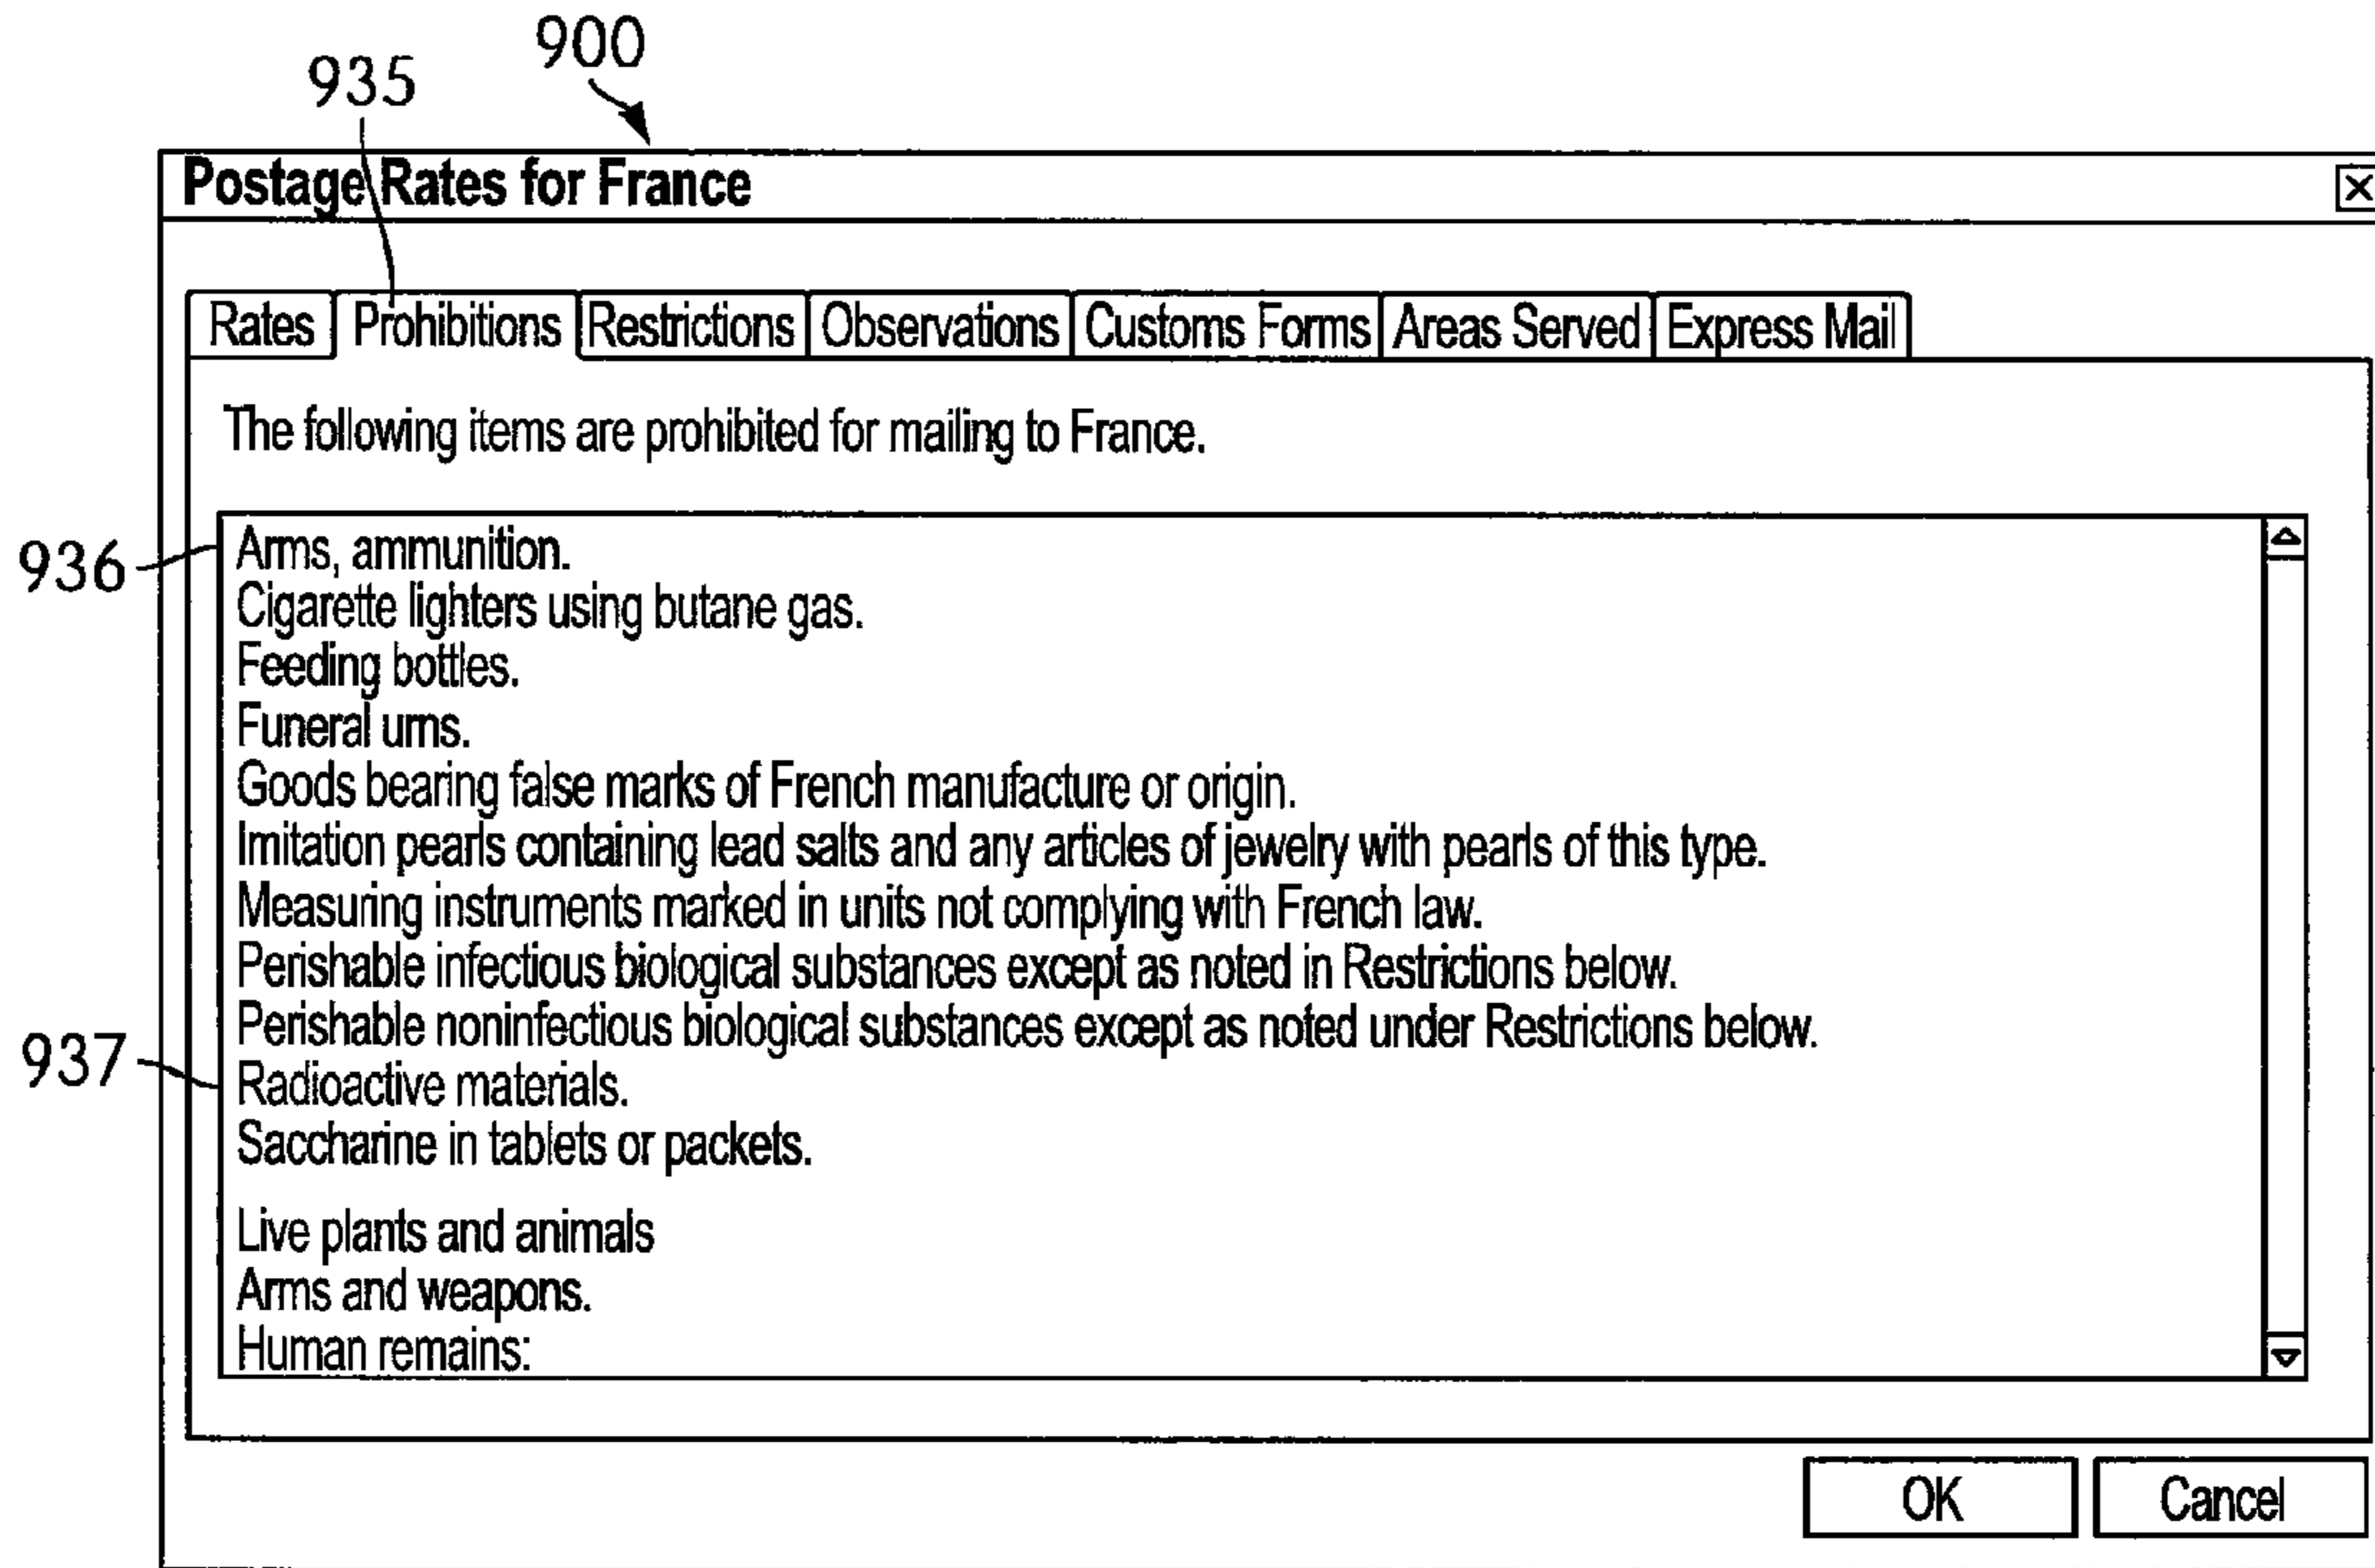 900
935
Postage Rates for France
Rates Prohibitions Restrictions Observations Customs Forms Areas Served Express Mail
The following items are prohibited for mailing to France.
936
Arms, ammunition.
Cigarette lighters using butane gas.
Feeding bottles.
Funeral urns.
Goods bearing false marks of French manufacture or origin.
Imitation pearls containing lead salts and any articles of jewelry with pearls of this type.
Measuring instruments marked in units not complying with French law.
Perishable infectious biological substances except as noted in Restrictions below.
Perishable noninfectious biological substances except as noted under Restrictions below.
937
Radioactive materials.
Saccharine in tablets or packets.
Live plants and animals
Arms and weapons.
Human remains:
OK Cancel